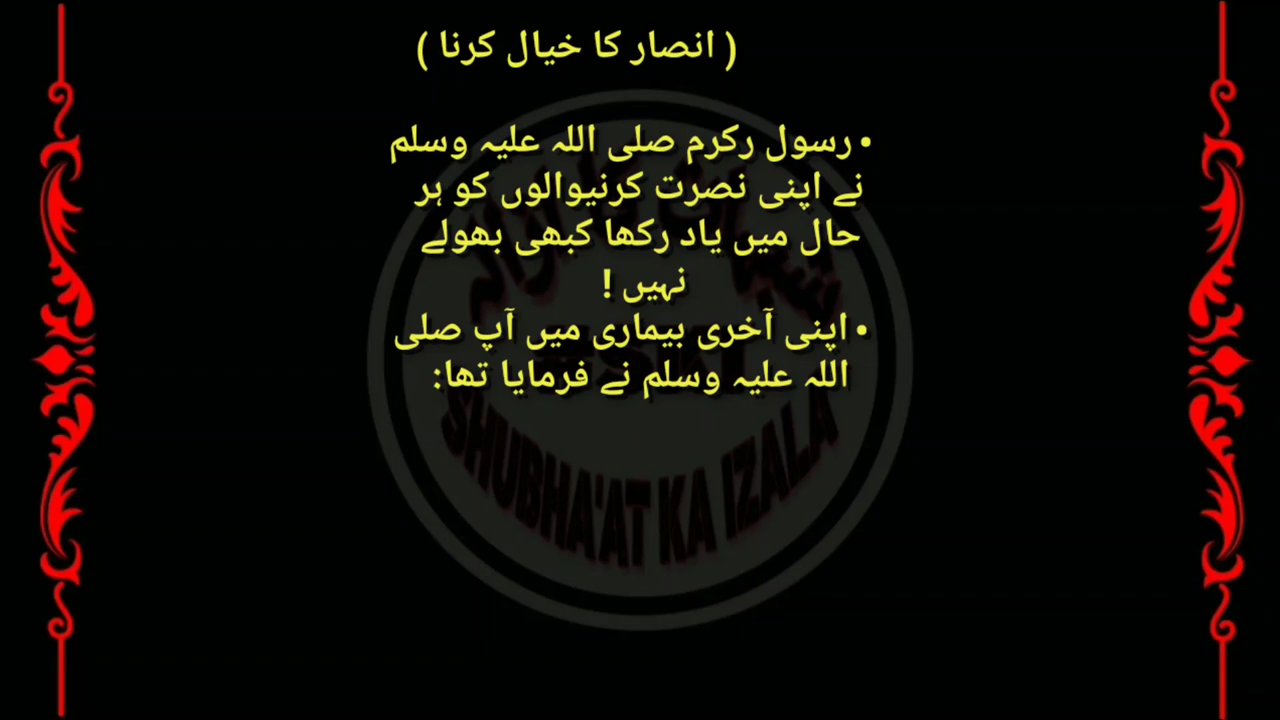 ( انصار کا خیال کرنا )
• رسول رکرم صلی اللہ علیہ وسلم
نے اپنی نصرت کرنیوالوں کو ہر
حال میں یاد رکھا کبھی بھولے
نہیں !
• اپنی آخری بیماری میں آپ صلی
اللہ علیہ وسلم نے فرمایا تھا:
SHUBHA'AT KA IZALA